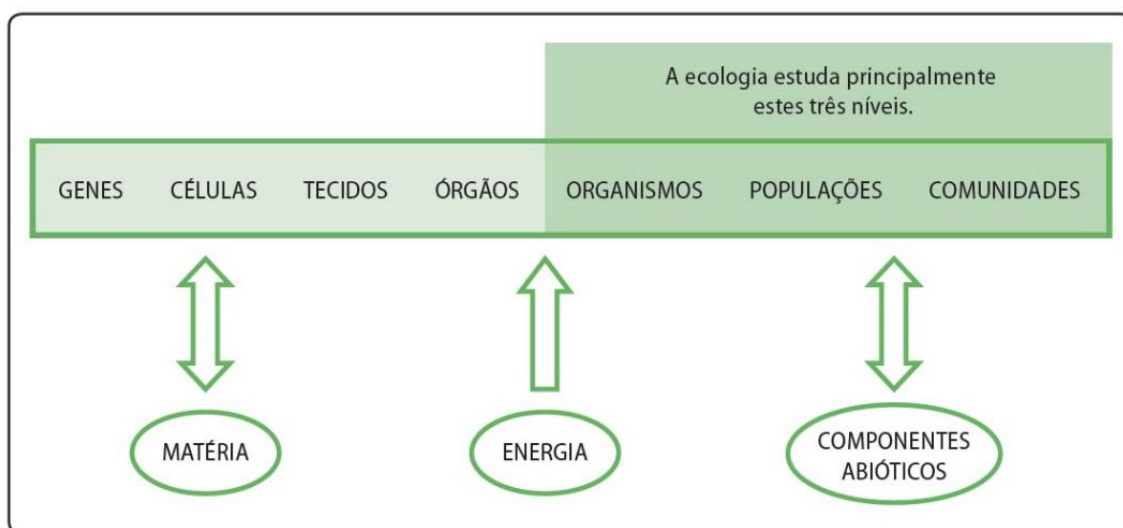 A ecologia estuda principalmente
estes três níveis.
GENES CÉLULAS TECIDOS ÓRGÃOS ORGANISMOS POPULAÇÕES COMUNIDADES
MATÉRIA
ENERGIA
COMPONENTES
ABIÓTICOS